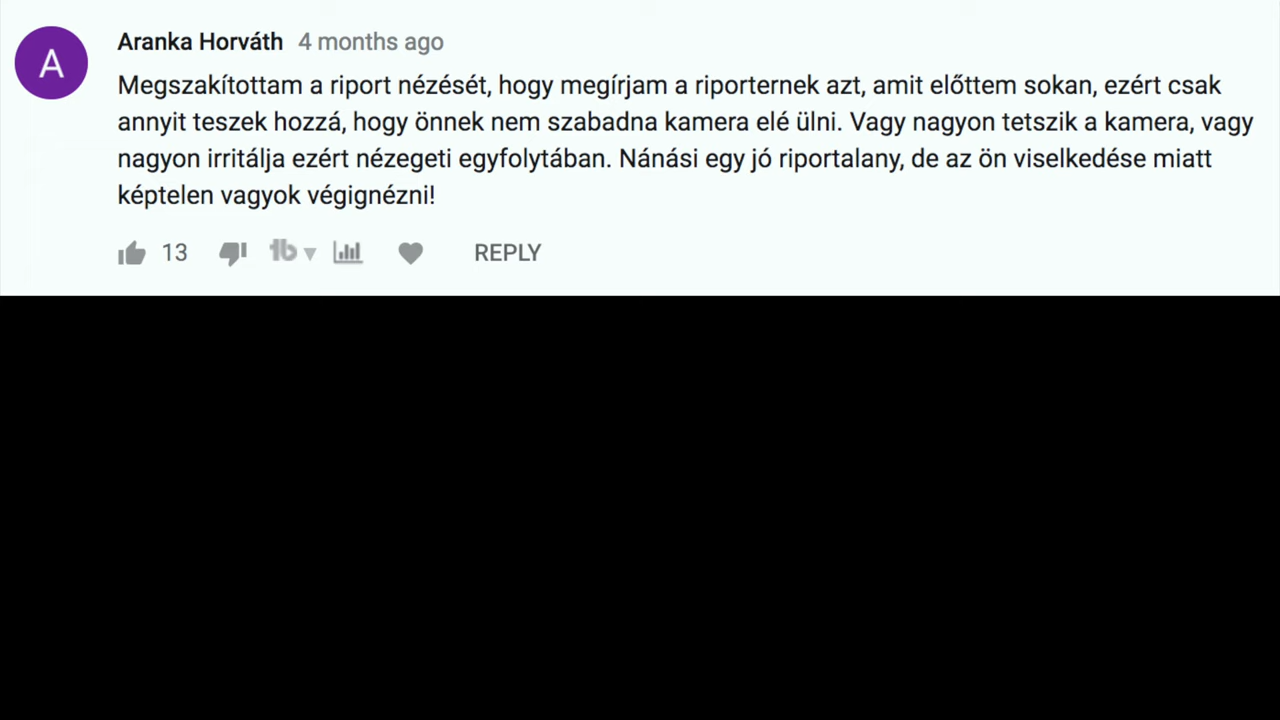 A
Aranka Horváth 4 months ago
Megszakítottam a riport nézését, hogy megírjam a riporternek azt, amit előttem sokan, ezért csak
annyit teszek hozzá, hogy önnek nem szabadna kamera elé ülni. Vagy nagyon tetszik a kamera, vagy
nagyon irritálja ezért nézegeti egyfolytában. Nánási egy jó riportalany, de az ön viselkedése miatt
képtelen vagyok végignézni!
13 tb REPLY